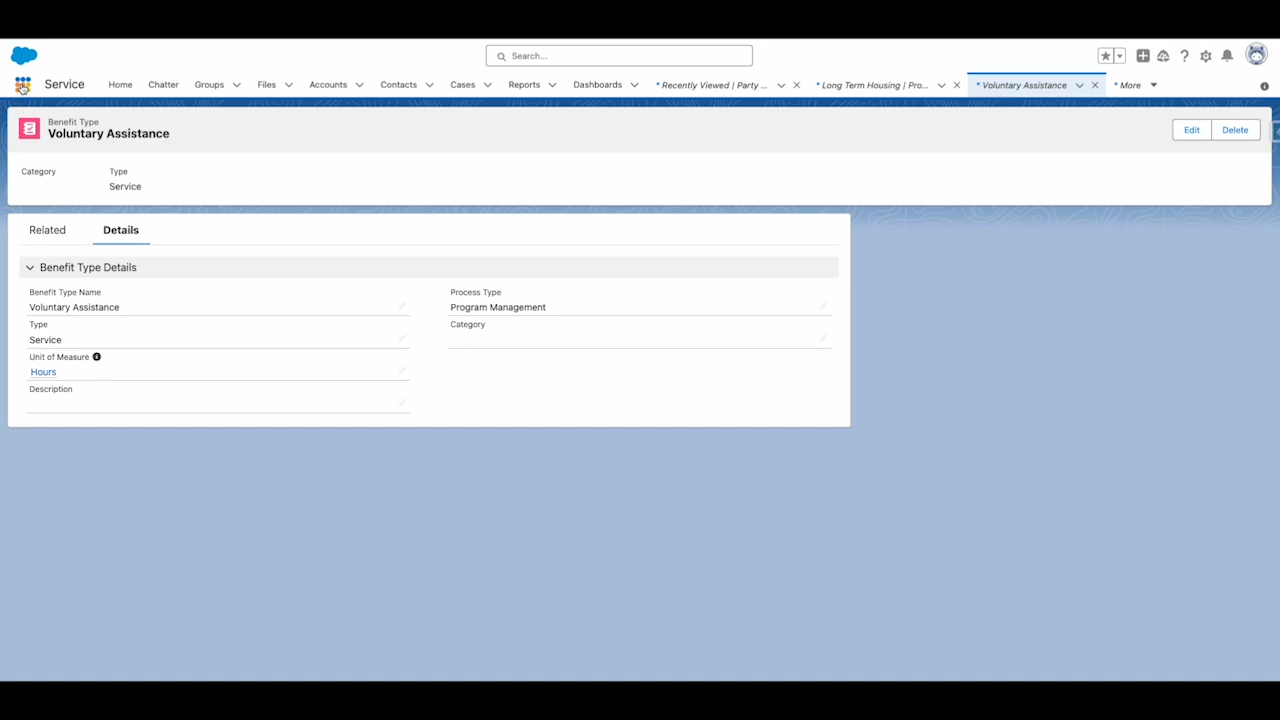 Search...
Service
Home
Chatter
Groups
Files
Accounts
Contacts
Cases
Reports
Dashboards
* Recently Viewed | Party ...
* Long Term Housing | Pro...
* Voluntary Assistance
* More
Benefit Type
Voluntary Assistance
Edit
Delete
Category
Type
Service
Related
Details
Benefit Type Details
Benefit Type Name
Voluntary Assistance
Process Type
Program Management
Type
Service
Category
Unit of Measure
Hours
Description